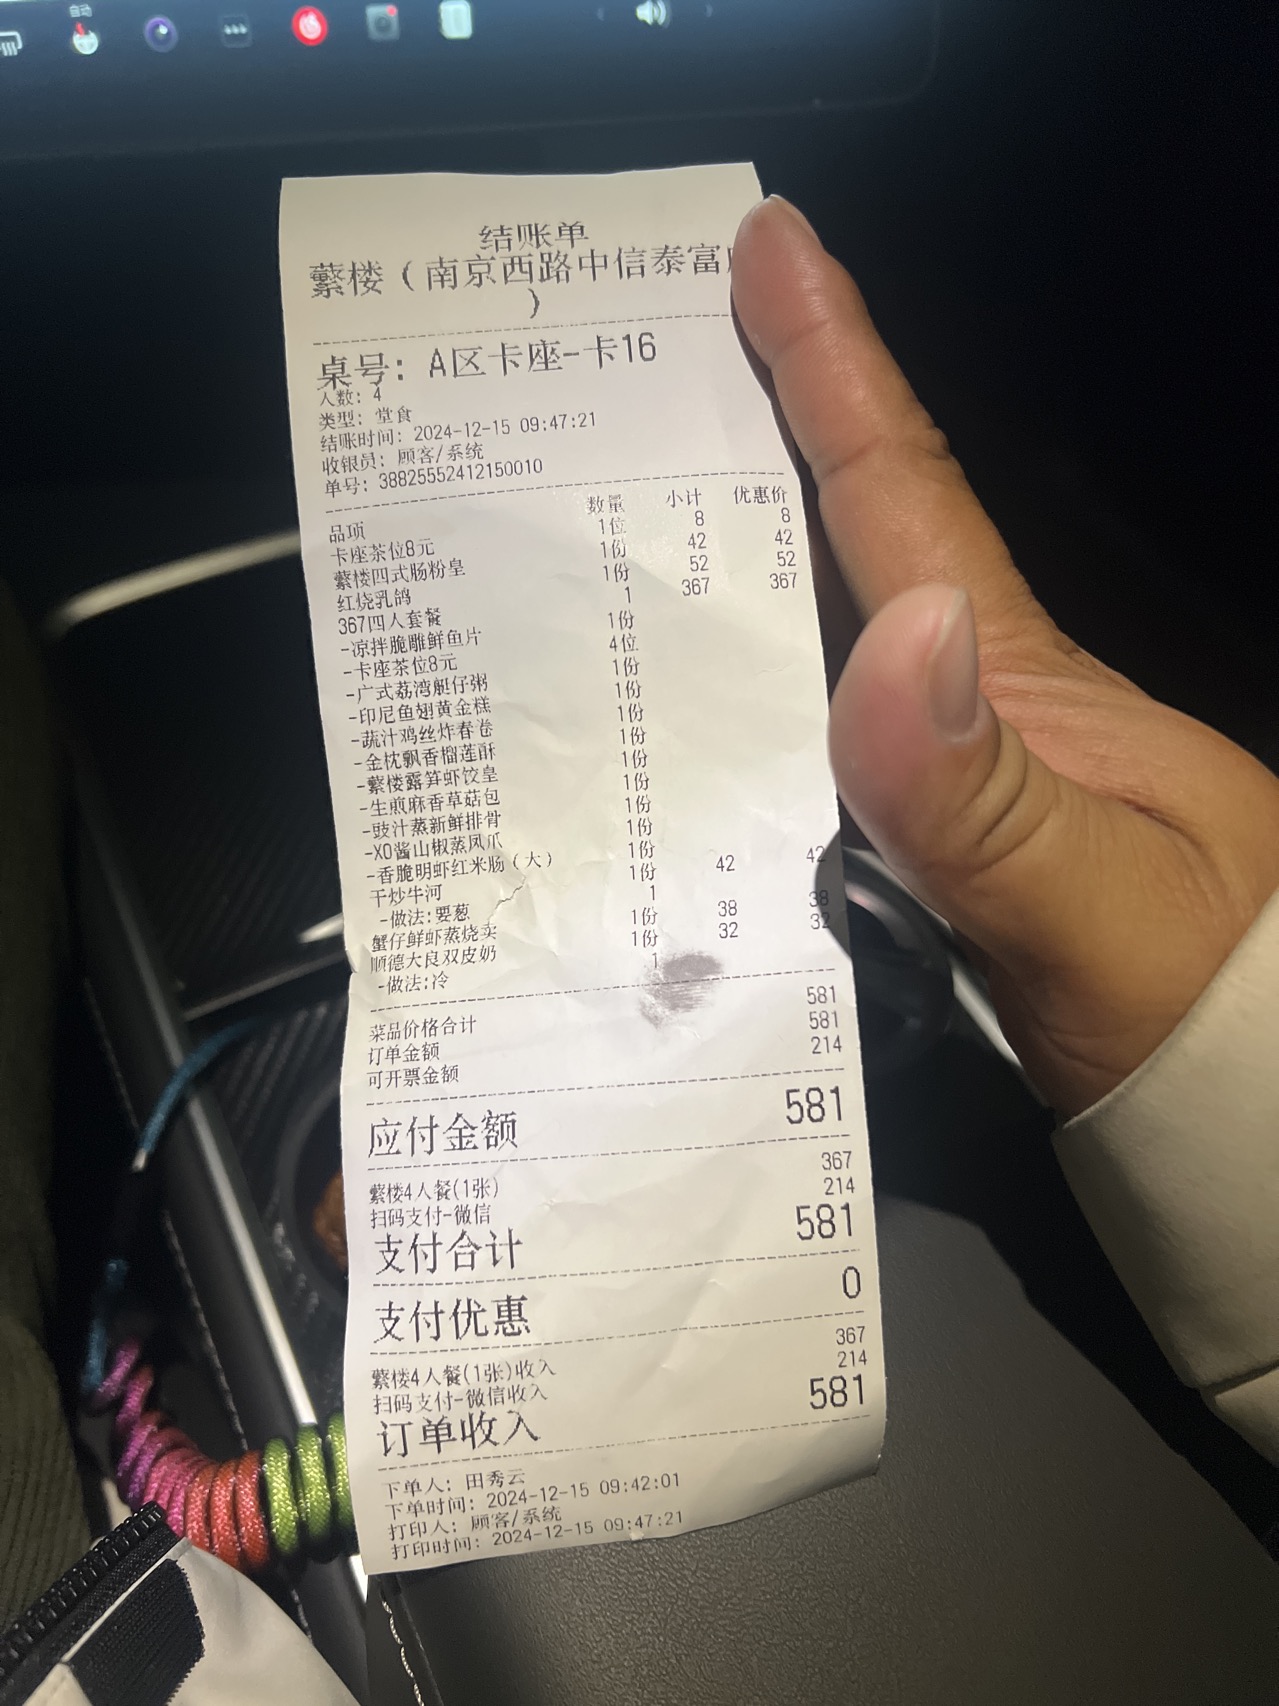 自动
结账单
蘩楼（南京西路中信泰富
）
桌号: A区卡座-卡16
人数: 4
类型: 堂食
结账时间: 2024-12-15 09:47:21
收银员: 顾客/系统
单号: 38825552412150010
品项 数量 小计 优惠价
卡座茶位8元 1位 8 8
蘩楼四式肠粉皇 1份 42 42
红烧乳鸽 1份 52 52
367四人套餐 1 367 367
-凉拌脆雕鲜鱼片 1份
-卡座茶位8元 4位
-广式荔湾艇仔粥 1份
-印尼鱼翅黄金糕 1份
-蔬汁鸡丝炸春卷 1份
-金枕飘香榴莲酥 1份
-蘩楼露笋虾饺皇 1份
-生煎麻香草菇包 1份
-豉汁蒸新鲜排骨 1份
-XO酱山椒蒸凤爪 1份
-香脆明虾红米肠（大） 1份
干炒牛河 1份 42 42
-做法:要葱 1
蟹仔鲜虾蒸烧卖 1份 38 38
顺德大良双皮奶 1份 32 32
-做法:冷 1
菜品价格合计 581
订单金额 581
可开票金额 214
应付金额 581
蘩楼4人餐(1张) 367
扫码支付-微信 214
支付合计 581
支付优惠 0
蘩楼4人餐(1张)收入 367
扫码支付-微信收入 214
订单收入 581
下单人: 田秀云
下单时间: 2024-12-15 09:42:01
打印人: 顾客/系统
打印时间: 2024-12-15 09:47:21